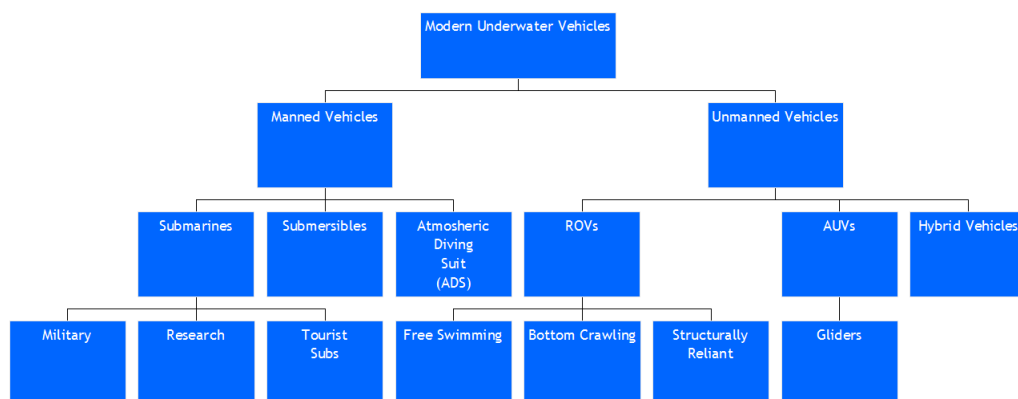 Modern Underwater Vehicles
Manned Vehicles
Unmanned Vehicles
Submarines
Submersibles
Atmosheric
Diving
Suit
(ADS)
ROVs
AUVs
Hybrid Vehicles
Military
Research
Tourist
Subs
Free Swimming
Bottom Crawling
Structurally
Reliant
Gliders